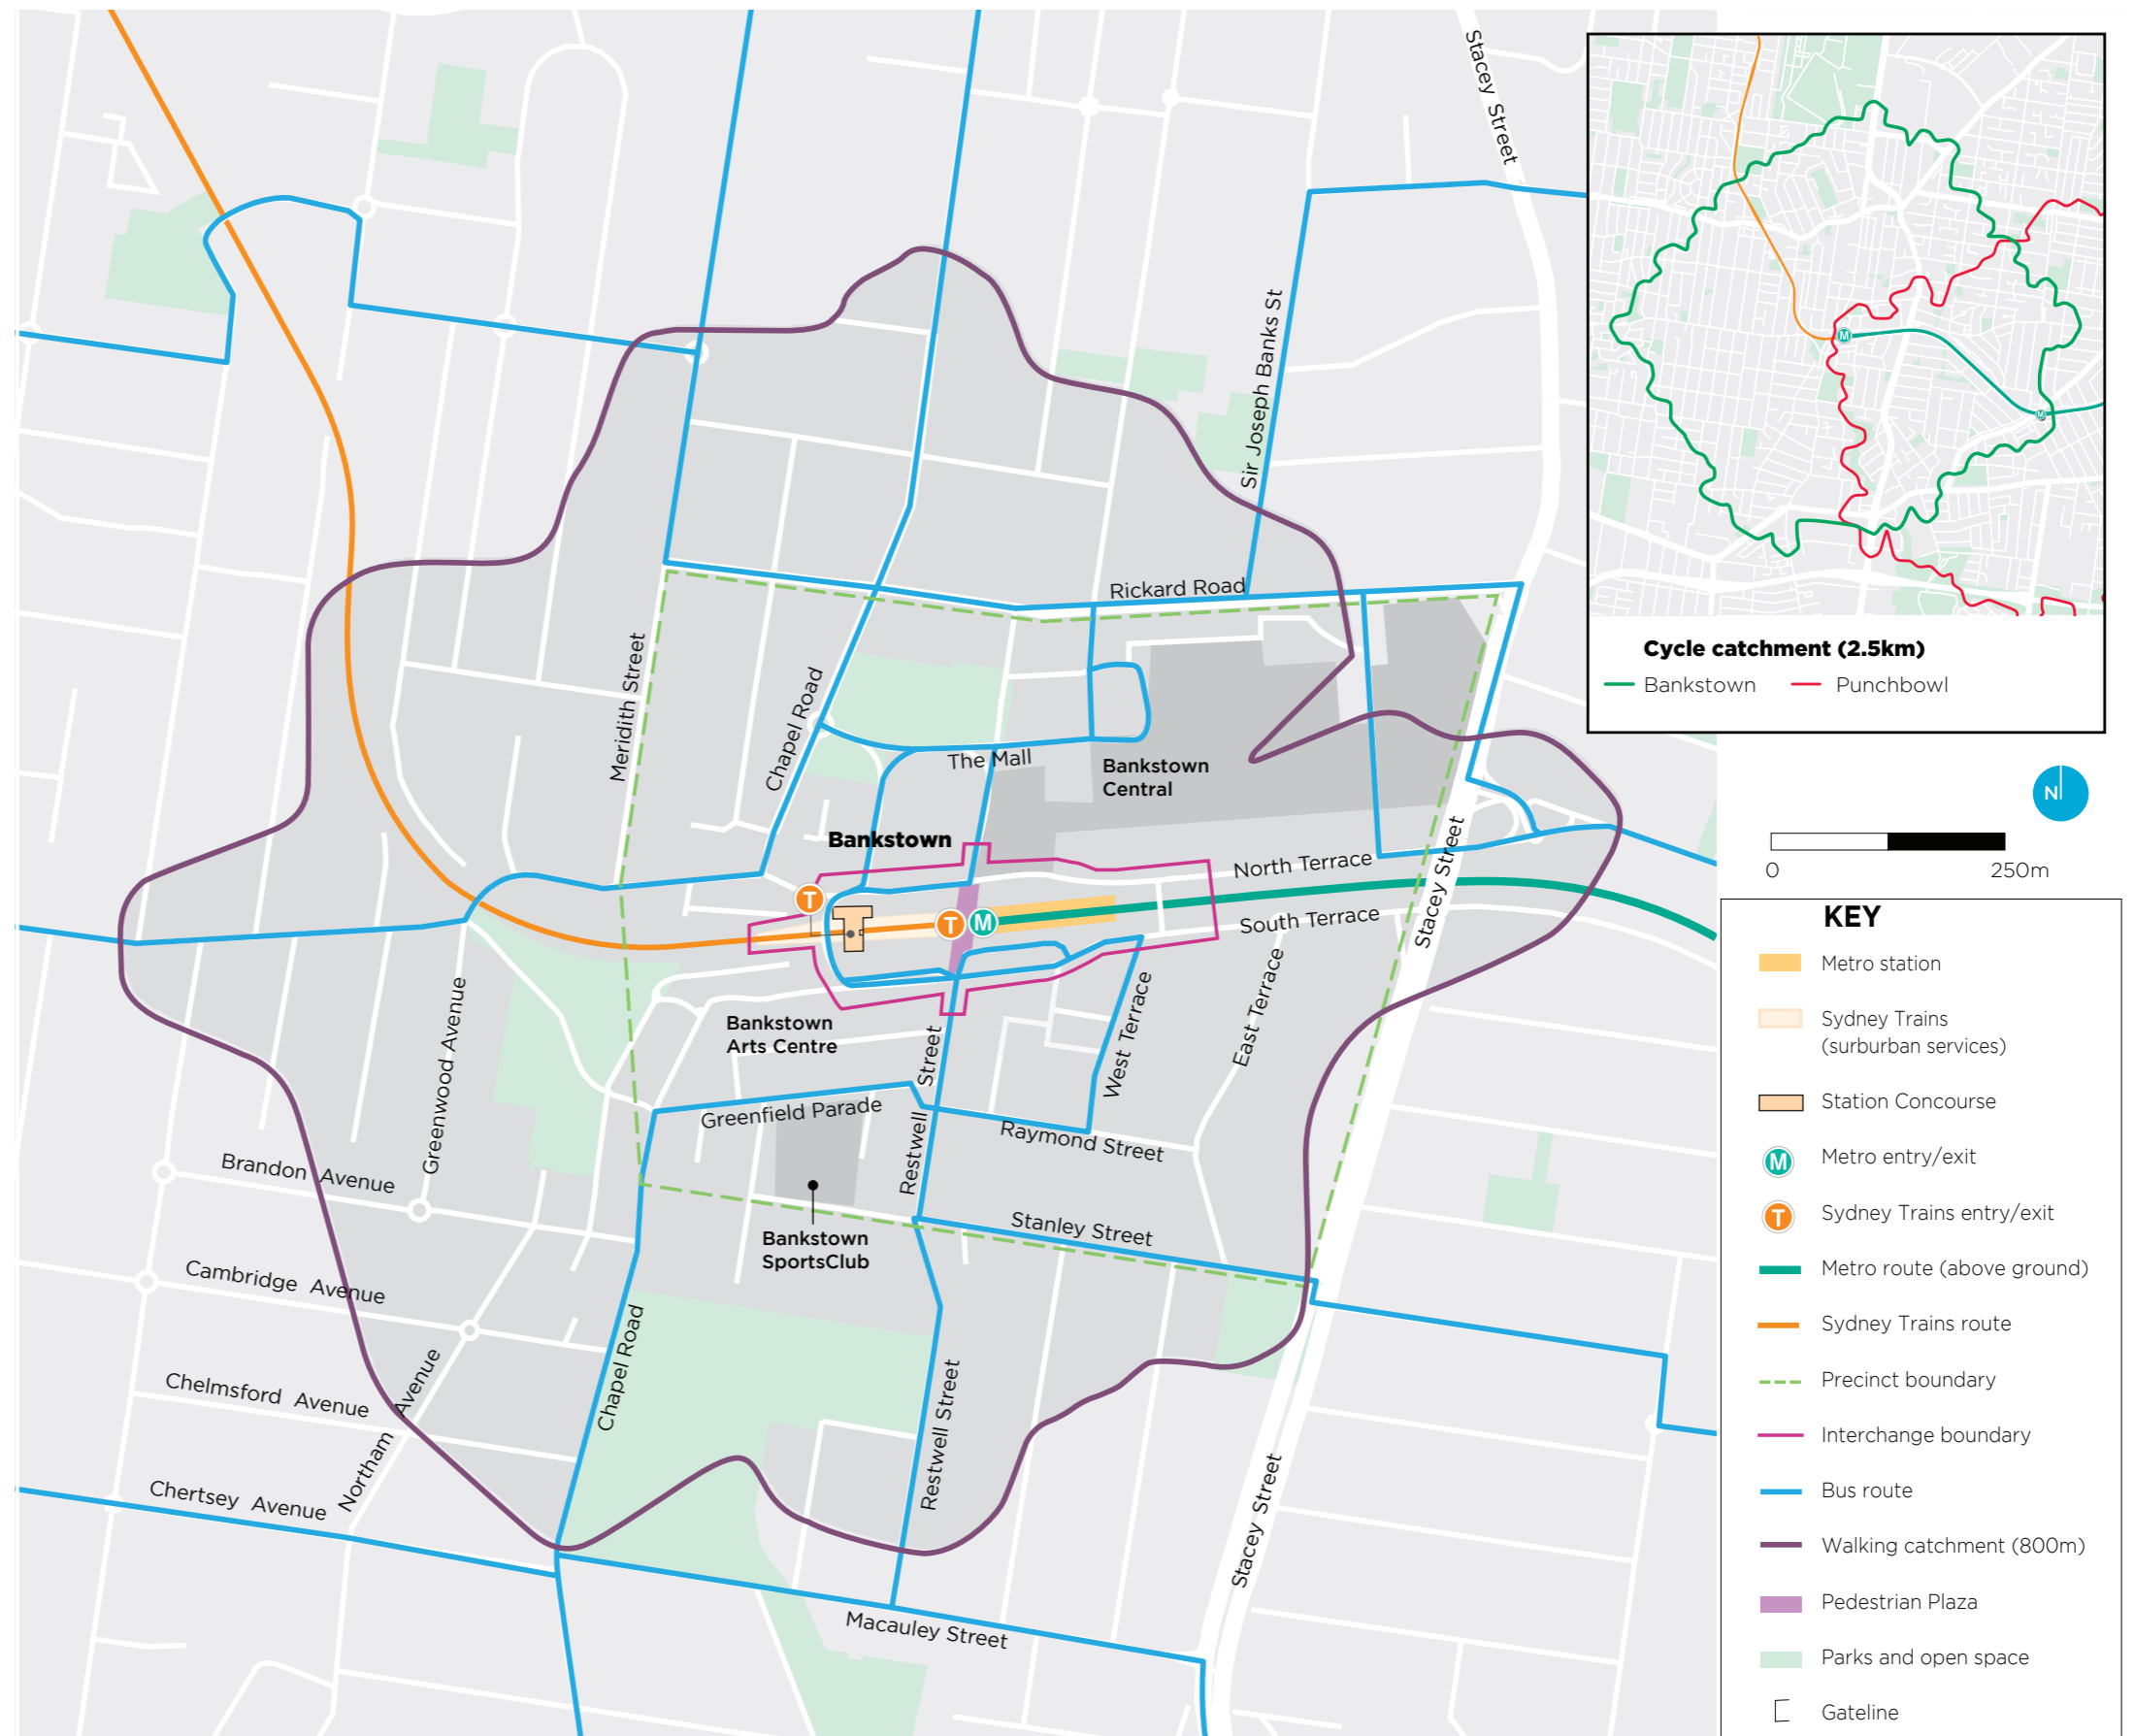 Stacey Street
Sir Joseph Banks St
Rickard Road
Meridith Street
Chapel Road
The Mall
Bankstown
Central
Bankstown
T
North Terrace
T
M
South Terrace
Stacey Street
Bankstown
Arts Centre
Greenwood Avenue
Restwell Street
West Terrace
East Terrace
Greenfield Parade
Raymond Street
Brandon Avenue
Bankstown
SportsClub
Stanley Street
Cambridge Avenue
Chelmsford Avenue
Northam Avenue
Chapel Road
Restwell Street
Chertsey Avenue
Stacey Street
Macauley Street
M
M
Cycle catchment (2.5km)
Bankstown
Punchbowl
N
0
250m
KEY
Metro station
Sydney Trains
(surburban services)
Station Concourse
M
Metro entry/exit
T
Sydney Trains entry/exit
Metro route (above ground)
Sydney Trains route
Precinct boundary
Interchange boundary
Bus route
Walking catchment (800m)
Pedestrian Plaza
Parks and open space
Gateline